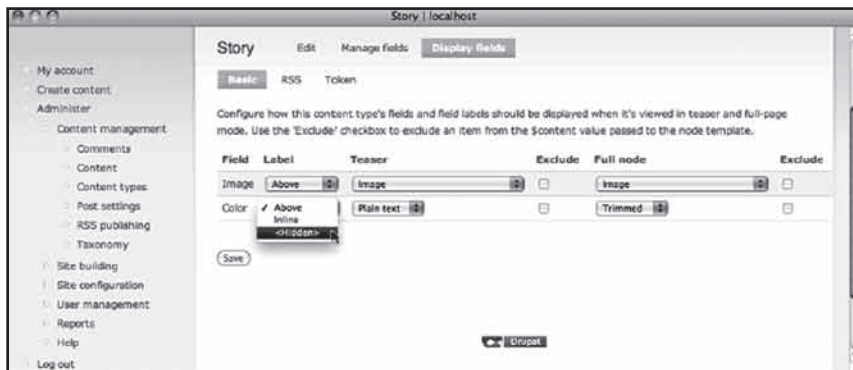 Story | localhost
Story Edit Manage fields Display fields
Basic RSS Token
My account
Create content
Administer
Content management
Comments
Content
Content types
Post settings
RSS publishing
Taxonomy
Site building
Site configuration
User management
Reports
Help
Log out
Configure how this content type's fields and field labels should be displayed when it's viewed in teaser and full-page
mode. Use the 'Exclude' checkbox to exclude an item from the $content value passed to the node template.
Field Label Teaser Exclude Full node Exclude
Image Above Image Image
Color Above Plain text Trimmed
Inline
<Hidden>
Save
Drupal